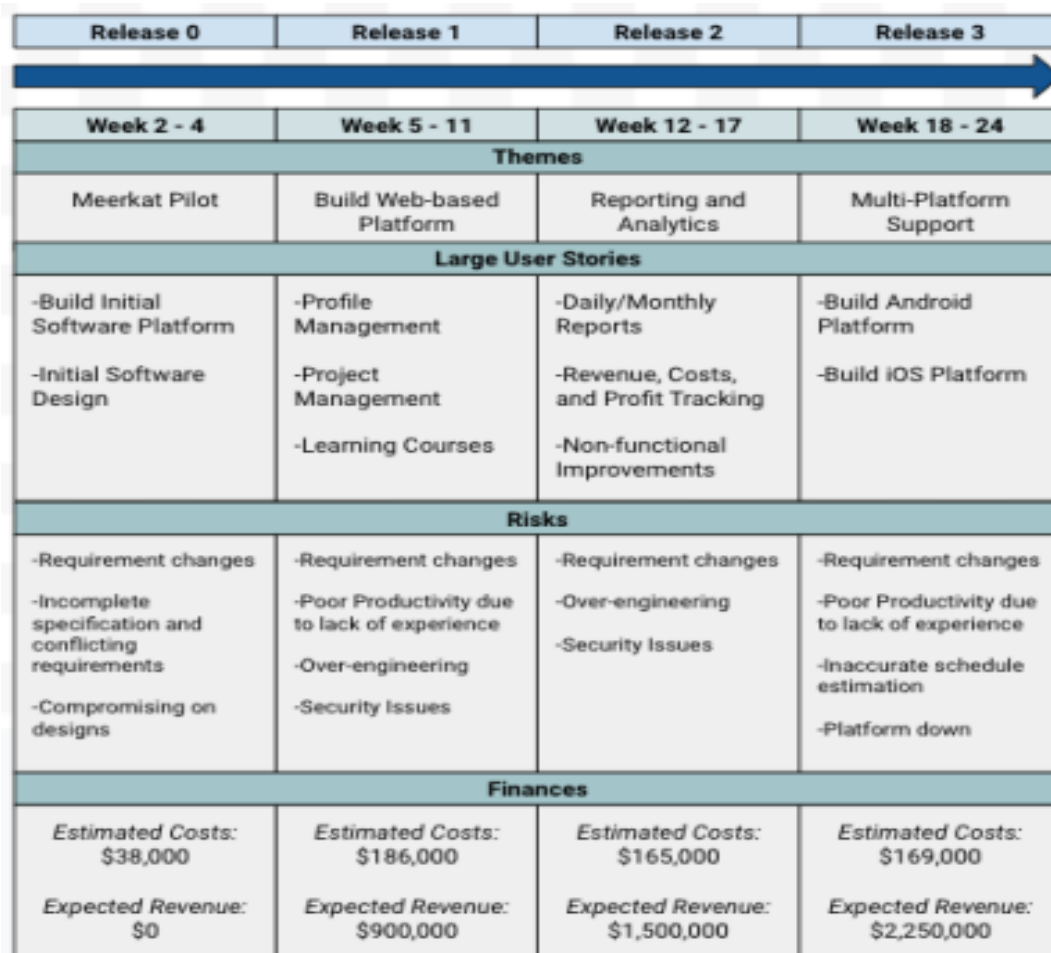 Release 0 Release 1 Release 2 Release 3
Week 2 - 4 Week 5 - 11 Week 12 - 17 Week 18 - 24
Themes
Meerkat Pilot
Build Web-based
Platform
Reporting and
Analytics
Multi-Platform
Support
Large User Stories
-Build Initial
Software Platform
-Initial Software
Design
-Profile
Management
-Project
Management
-Learning Courses
-Daily/Monthly
Reports
-Revenue, Costs,
and Profit Tracking
-Non-functional
Improvements
-Build Android
Platform
-Build iOS Platform
Risks
-Requirement changes
-Incomplete
specification and
conflicting
requirements
-Compromising on
designs
-Requirement changes
-Poor Productivity due
to lack of experience
-Over-engineering
-Security Issues
-Requirement changes
-Over-engineering
-Security Issues
-Requirement changes
-Poor Productivity due
to lack of experience
-Inaccurate schedule
estimation
-Platform down
Finances
Estimated Costs:
$38,000
Expected Revenue:
$0
Estimated Costs:
$186,000
Expected Revenue:
$900,000
Estimated Costs:
$165,000
Expected Revenue:
$1,500,000
Estimated Costs:
$169,000
Expected Revenue:
$2,250,000